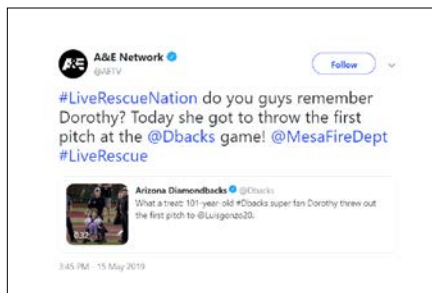 A&E Network
@AETV
Follow
#LiveRescueNation do you guys remember
Dorothy? Today she got to throw the first
pitch at the @Dbacks game! @MesaFireDept
#LiveRescue
Arizona Diamondbacks @Dbacks
What a treat: 101-year-old #Dbacks super fan Dorothy threw out
the first pitch to @Luisgonzo20.
0:32
3:45 PM - 15 May 2019